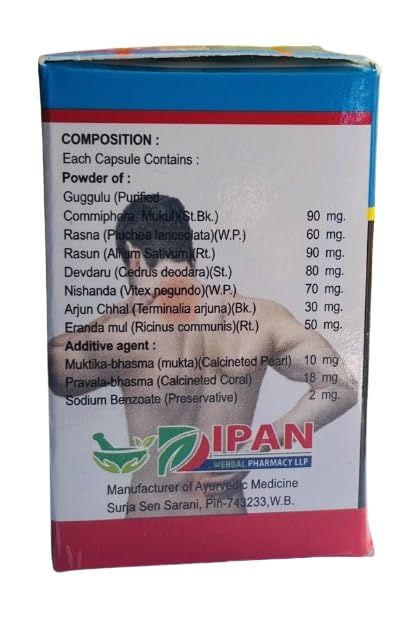 COMPOSITION :
Each Capsule Contains :
Powder of :
Guggulu (Purified
Commiphora Mukul)(St.Bk.) 90 mg.
Rasna (Pluchea lanceolata)(W.P.) 60 mg.
Rasun (Allium Sativum)(Rt.) 90 mg.
Devdaru (Cedrus deodara)(St.) 80 mg.
Nishanda (Vitex negundo)(W.P.) 70 mg.
Arjun Chhal (Terminalia arjuna)(Bk.) 30 mg.
Eranda mul (Ricinus communis)(Rt.) 50 mg.
Additive agent :
Muktika-bhasma (mukta)(Calcineted Pearl) 10 mg
Pravala-bhasma (Calcineted Coral) 18 mg
Sodium Benzoate (Preservative) 2 mg.
DIPAN
HERBAL PHARMACY LLP
Manufacturer of Ayurvedic Medicine
Surja Sen Sarani, Pin-743233,W.B.